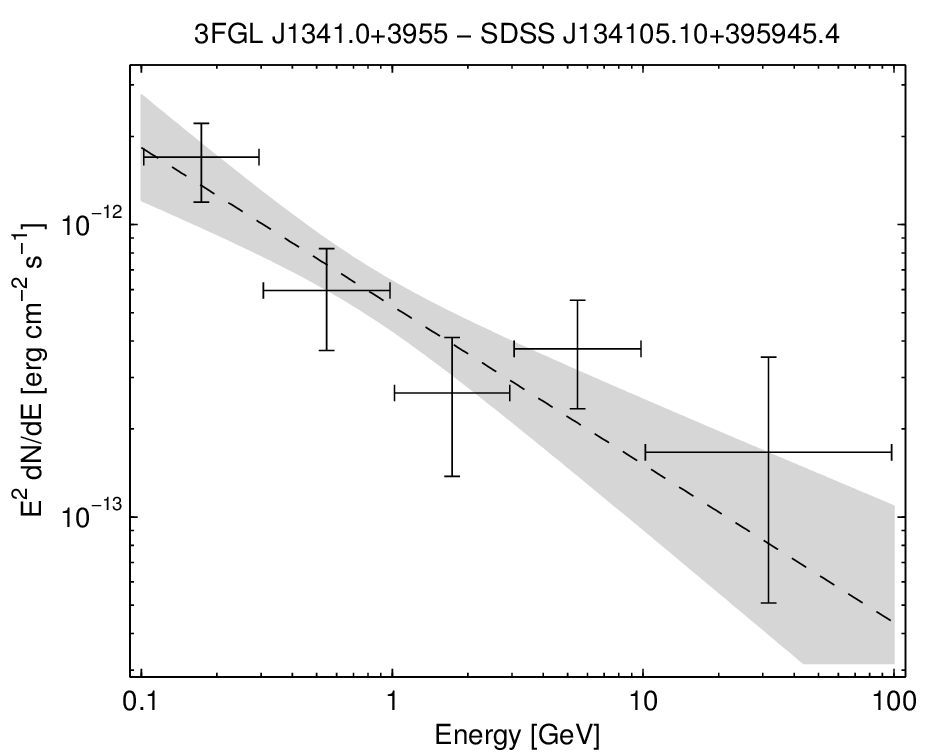 3FGL J1341.0+3955 − SDSS J134105.10+395945.4
E² dN/dE [erg cm⁻² s⁻¹]
10⁻¹²
10⁻¹³
0.1 1 10 100
Energy [GeV]